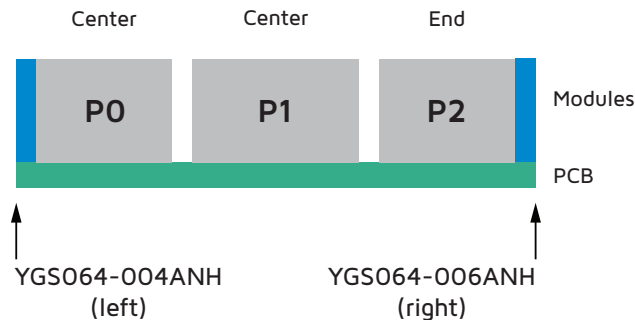 Center Center End
P0 P1 P2 Modules
PCB
YGS064-004ANH YGS064-006ANH
(left) (right)